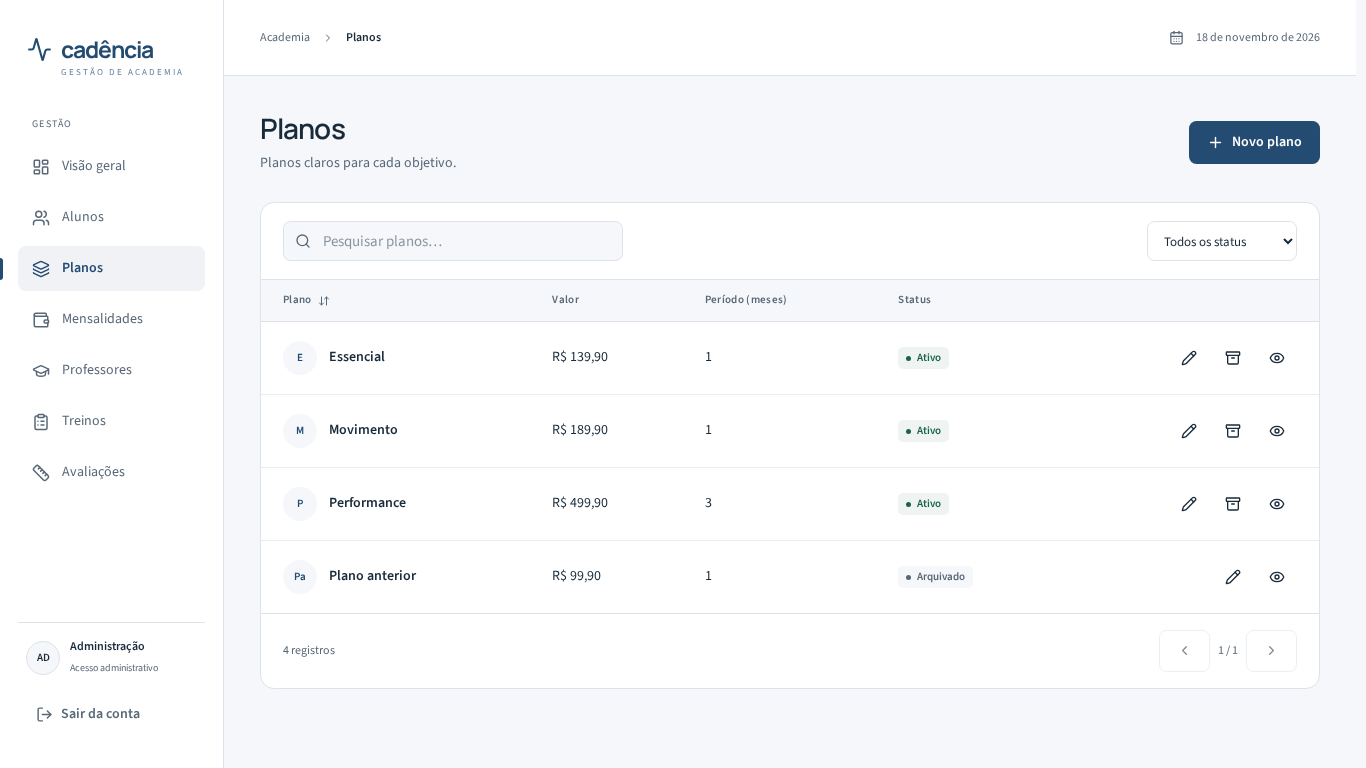 cadência
GESTÃO DE ACADEMIA
GESTÃO
Visão geral
Alunos
Planos
Mensalidades
Professores
Treinos
Avaliações
AD
Administração
Acesso administrativo
Sair da conta
Academia > Planos
18 de novembro de 2026
Planos
Planos claros para cada objetivo.
Novo plano
Pesquisar planos...
Todos os status
Plano Valor Período (meses) Status
E Essencial R$ 139,90 1 Ativo
M Movimento R$ 189,90 1 Ativo
P Performance R$ 499,90 3 Ativo
Pa Plano anterior R$ 99,90 1 Arquivado
4 registros
1 / 1